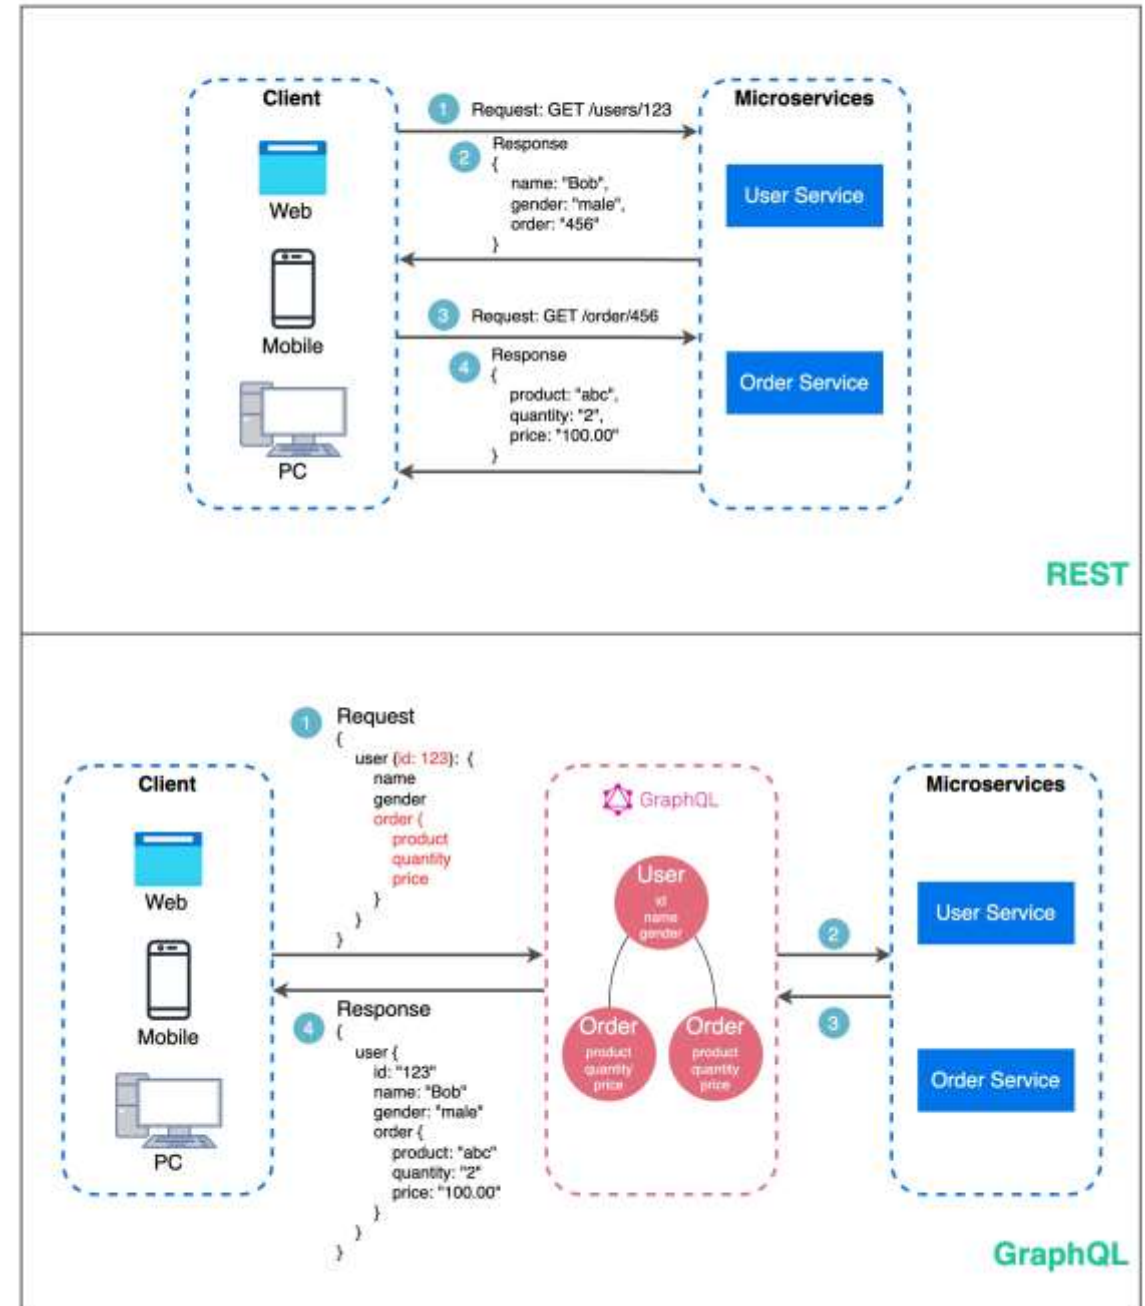 Client
Web
Mobile
PC
1 Request: GET /users/123
2 Response
{
name: "Bob",
gender: "male",
order: "456"
}
3 Request: GET /order/456
4 Response
{
product: "abc",
quantity: "2",
price: "100.00"
}
Microservices
User Service
Order Service
REST
Client
Web
Mobile
PC
1 Request
{
user (id: 123): {
name
gender
order {
product
quantity
price
}
}
}
4 Response
{
user {
id: "123"
name: "Bob"
gender: "male"
order {
product: "abc"
quantity: "2"
price: "100.00"
}
}
}
GraphQL
User
id
name
gender
Order
product
quantity
price
Order
product
quantity
price
2
3
Microservices
User Service
Order Service
GraphQL